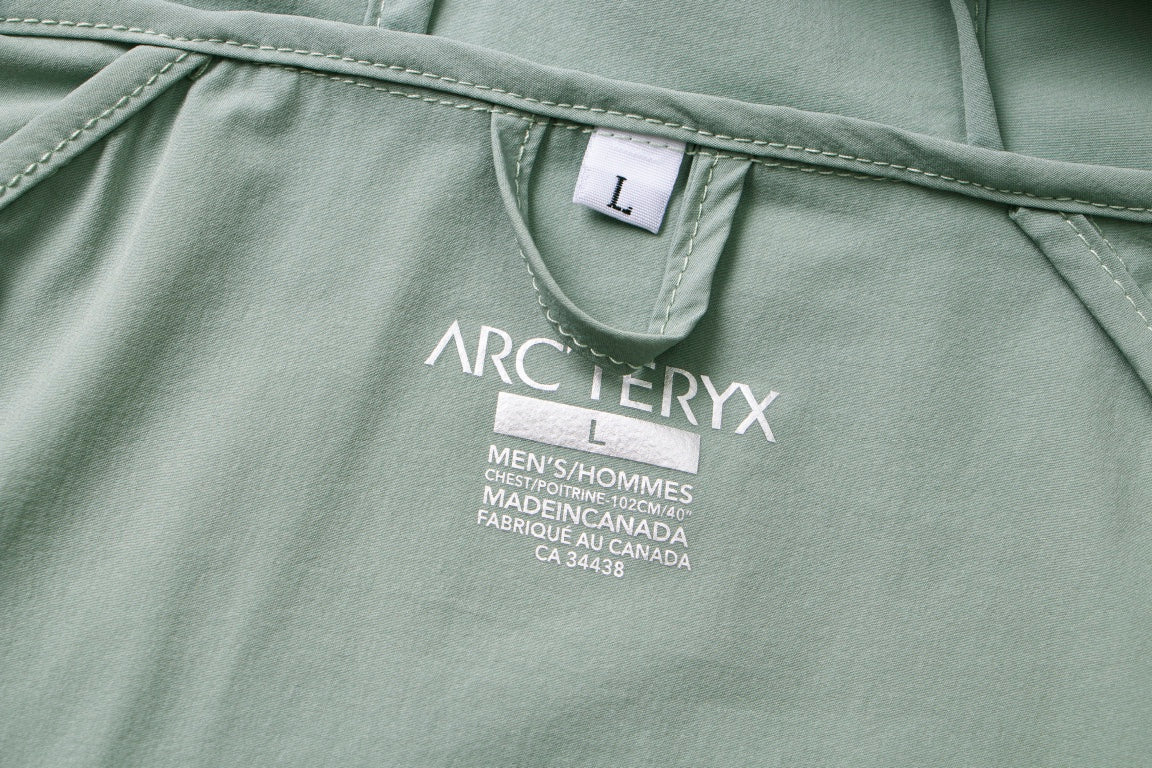 L
ARC'TERYX
L
MEN'S/HOMMES
CHEST/POITRINE-102CM/40"
MADEINCANADA
FABRIQUÉ AU CANADA
CA 34438